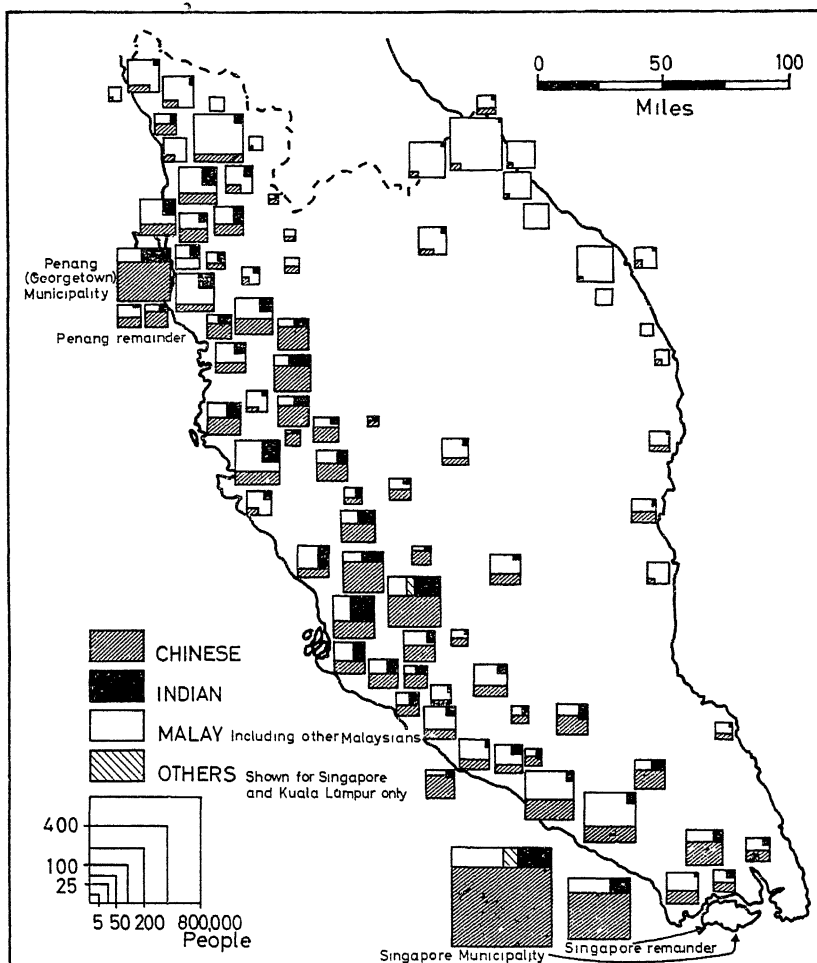 0 50 100
Miles
Penang
(Georgetown)
Municipality
Penang remainder
CHINESE
INDIAN
MALAY Including other Malaysians
OTHERS Shown for Singapore
and Kuala Lumpur only
400
100
25
5 50 200 800,000
People
Singapore Municipality
Singapore remainder